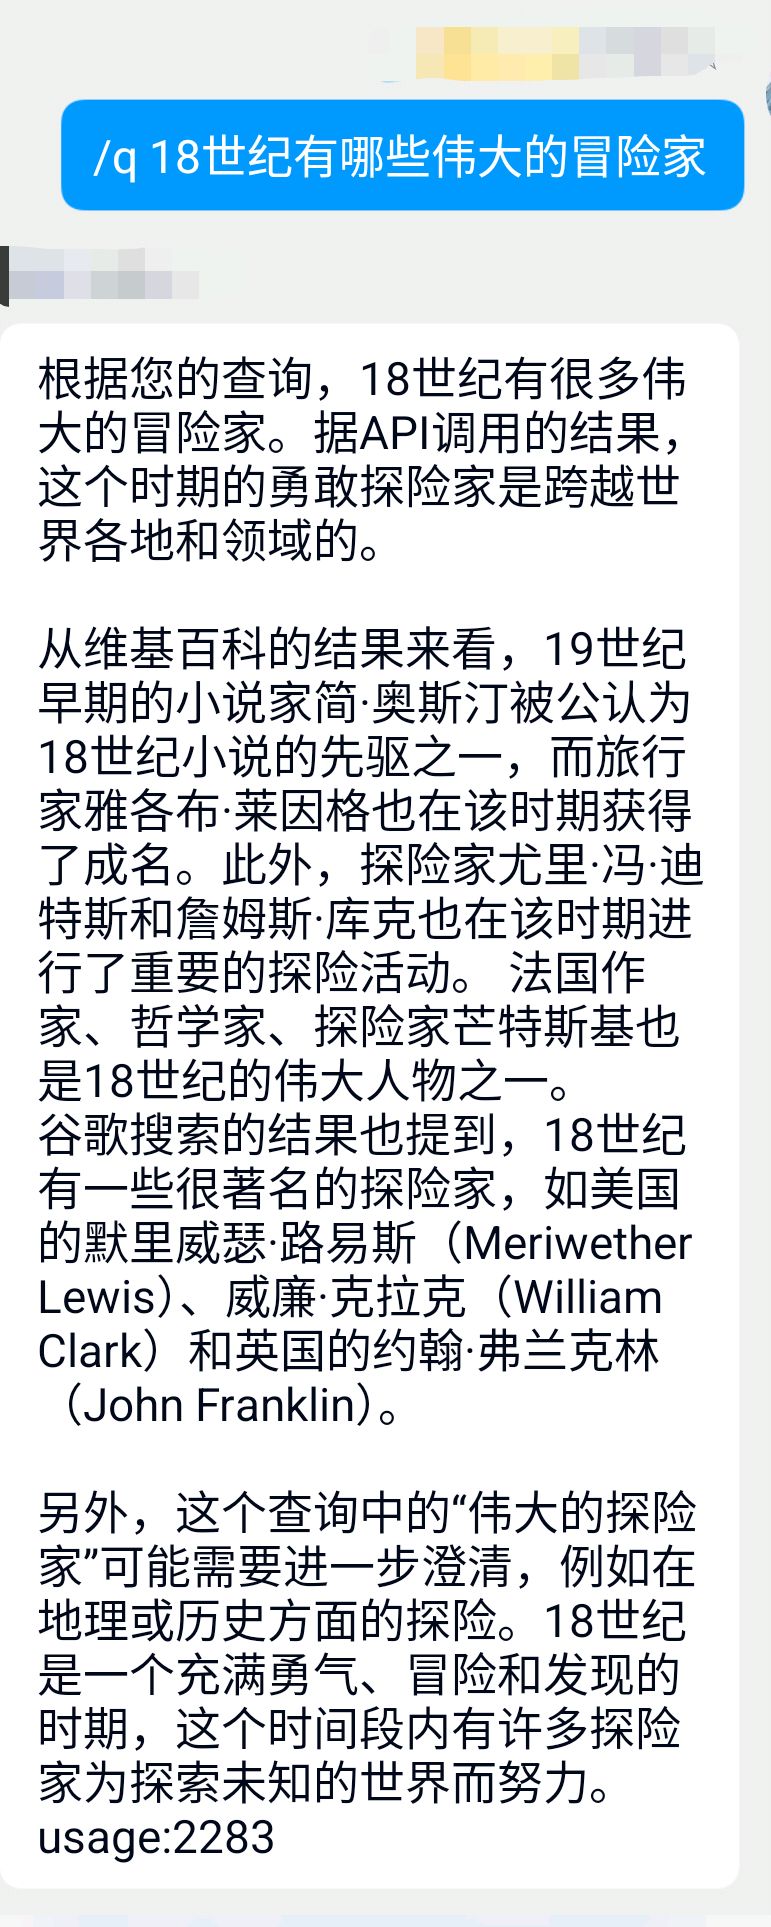 /q 18世纪有哪些伟大的冒险家
根据您的查询，18世纪有很多伟
大的冒险家。据API调用的结果，
这个时期的勇敢探险家是跨越世
界各地和领域的。
从维基百科的结果来看，19世纪
早期的小说家简·奥斯汀被公认为
18世纪小说的先驱之一，而旅行
家雅各布·莱因格也在该时期获得
了成名。此外，探险家尤里·冯·迪
特斯和詹姆斯·库克也在该时期进
行了重要的探险活动。 法国作
家、哲学家、探险家芒特斯基也
是18世纪的伟大人物之一。
谷歌搜索的结果也提到，18世纪
有一些很著名的探险家，如美国
的默里威瑟·路易斯（Meriwether
Lewis）、威廉·克拉克（William
Clark）和英国的约翰·弗兰克林
（John Franklin）。
另外，这个查询中的“伟大的探险
家”可能需要进一步澄清，例如在
地理或历史方面的探险。18世纪
是一个充满勇气、冒险和发现的
时期，这个时间段内有许多探险
家为探索未知的世界而努力。
usage:2283